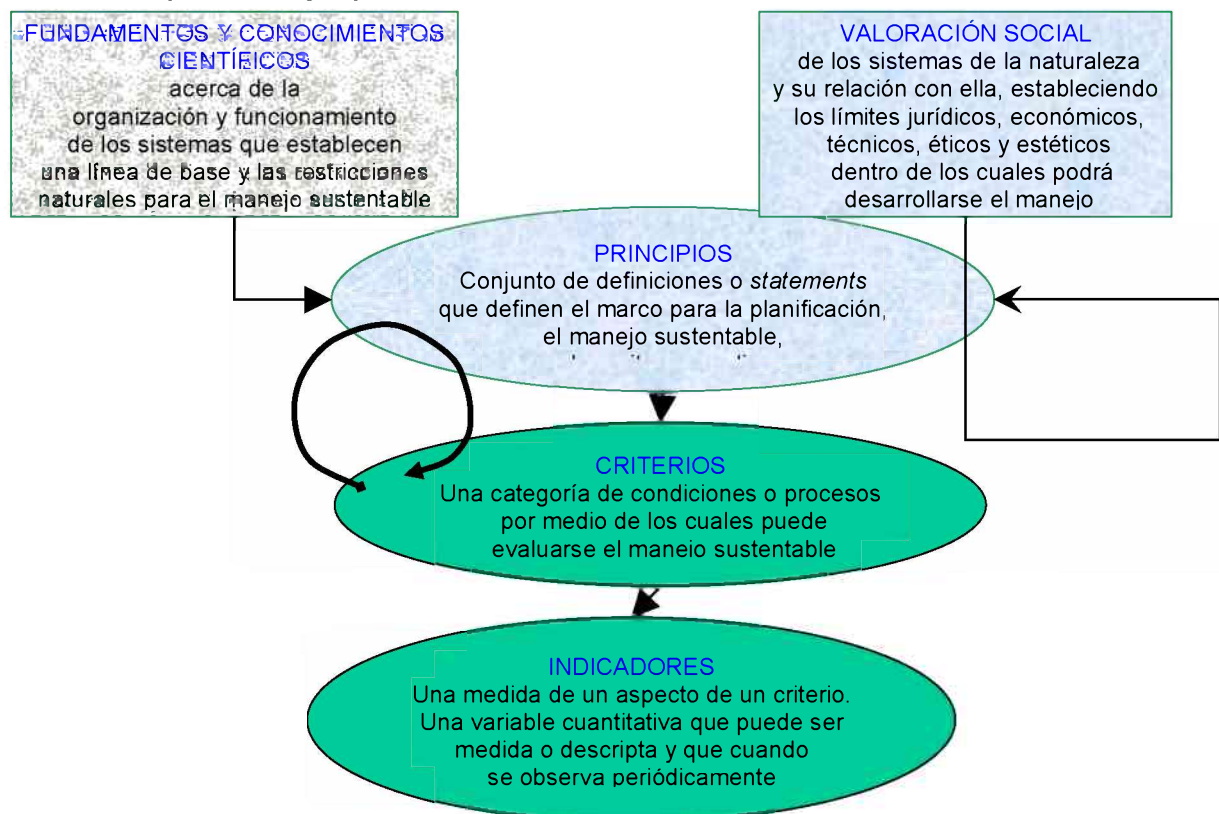 FUNDAMENTOS Y CONOCIMIENTOS
CIENTÍFICOS
acerca de la
organización y funcionamiento
de los sistemas que establecen
una línea de base y las restricciones
naturales para el manejo sustentable
VALORACIÓN SOCIAL
de los sistemas de la naturaleza
y su relación con ella, estableciendo
los límites jurídicos, económicos,
técnicos, éticos y estéticos
dentro de los cuales podrá
desarrollarse el manejo
PRINCIPIOS
Conjunto de definiciones o statements
que definen el marco para la planificación,
el manejo sustentable,
CRITERIOS
Una categoría de condiciones o procesos
por medio de los cuales puede
evaluarse el manejo sustentable
INDICADORES
Una medida de un aspecto de un criterio.
Una variable cuantitativa que puede ser
medida o descripta y que cuando
se observa periódicamente